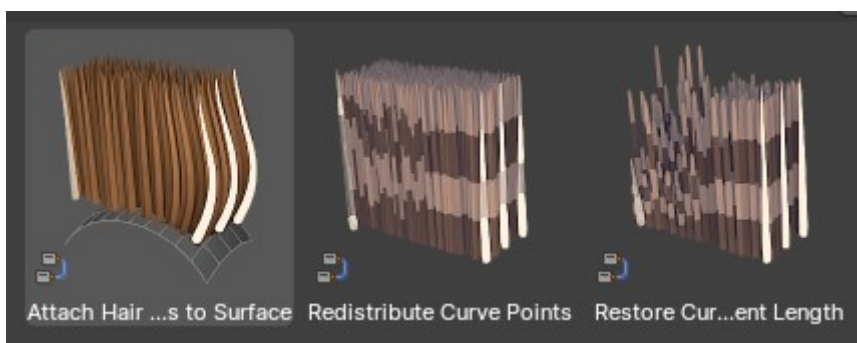 Attach Hair ...s to Surface
Redistribute Curve Points
Restore Cur...ent Length